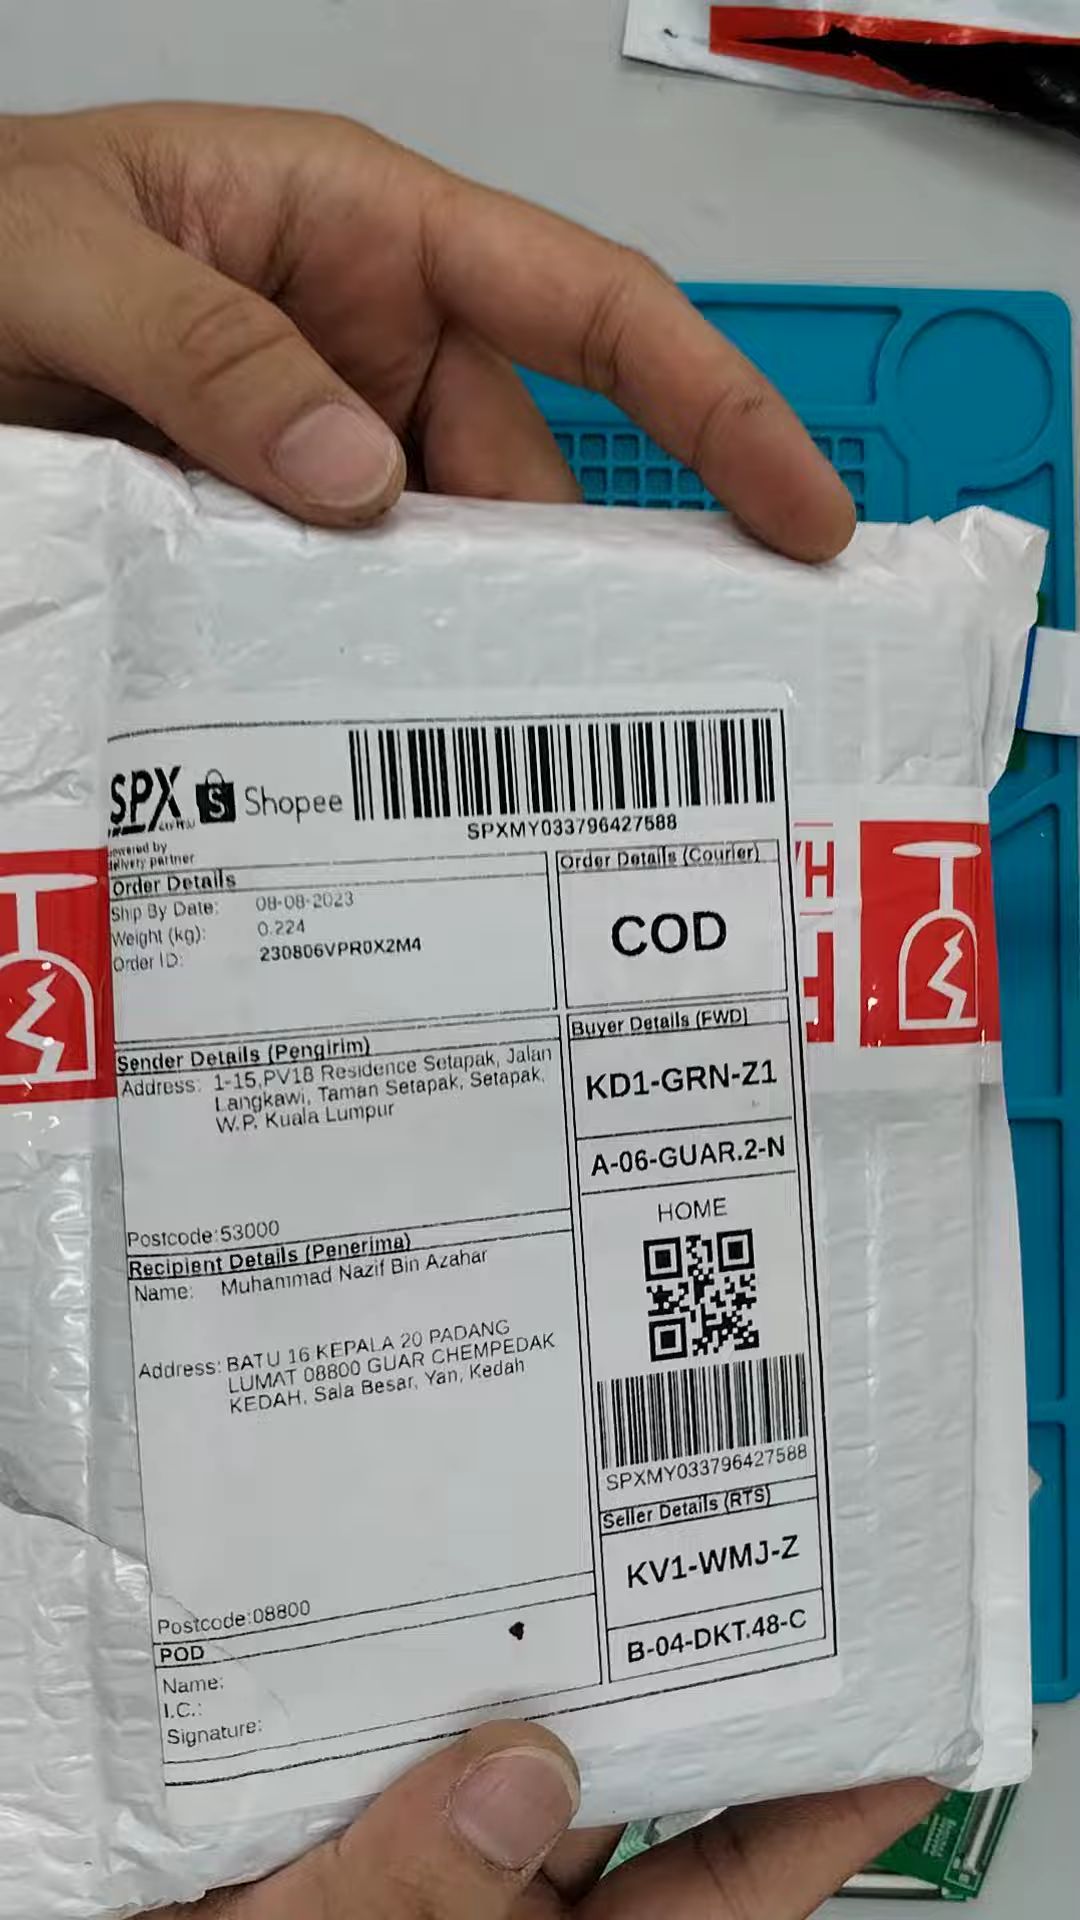 SPX Shopee
SPXMY033796427588
powered by
delivery partner
Order Details
Ship By Date: 08-08-2023
Weight (kg): 0.224
Order ID: 230806VPR0X2M4
Order Details (Courier)
COD
Sender Details (Pengirim)
Address: 1-15,PV18 Residence Setapak, Jalan
Langkawi, Taman Setapak, Setapak,
W.P. Kuala Lumpur
Postcode:53000
Buyer Details (FWD)
KD1-GRN-Z1
A-06-GUAR.2-N
HOME
SPXMY033796427588
Recipient Details (Penerima)
Name: Muhammad Nazif Bin Azahar
Address: BATU 16 KEPALA 20 PADANG
LUMAT 08800 GUAR CHEMPEDAK
KEDAH, Sala Besar, Yan, Kedah
Postcode:08800
Seller Details (RTS)
KV1-WMJ-Z
B-04-DKT.48-C
POD
Name:
I.C.:
Signature: